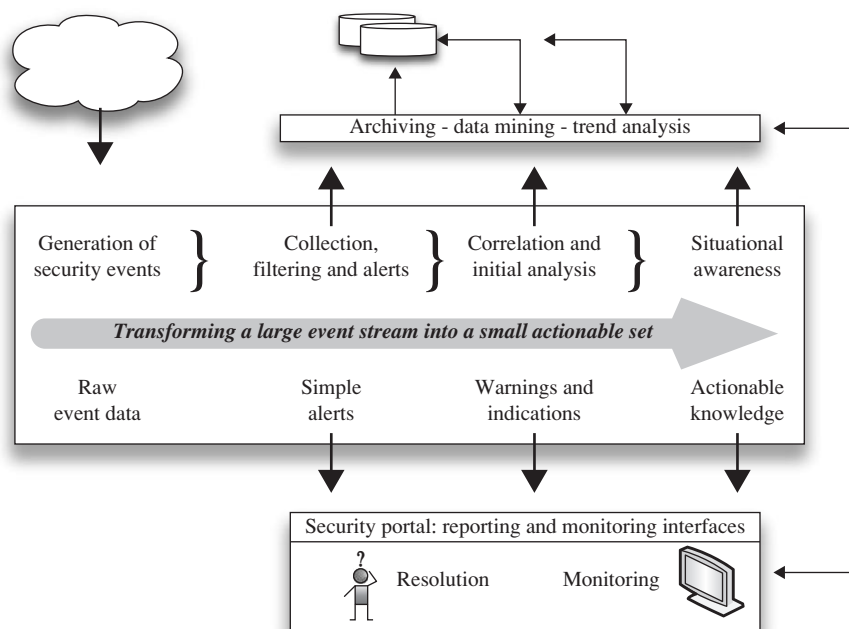 Archiving - data mining - trend analysis
Generation of
security events
Collection,
filtering and alerts
Correlation and
initial analysis
Situational
awareness
Transforming a large event stream into a small actionable set
Raw
event data
Simple
alerts
Warnings and
indications
Actionable
knowledge
Security portal: reporting and monitoring interfaces
?
Resolution
Monitoring